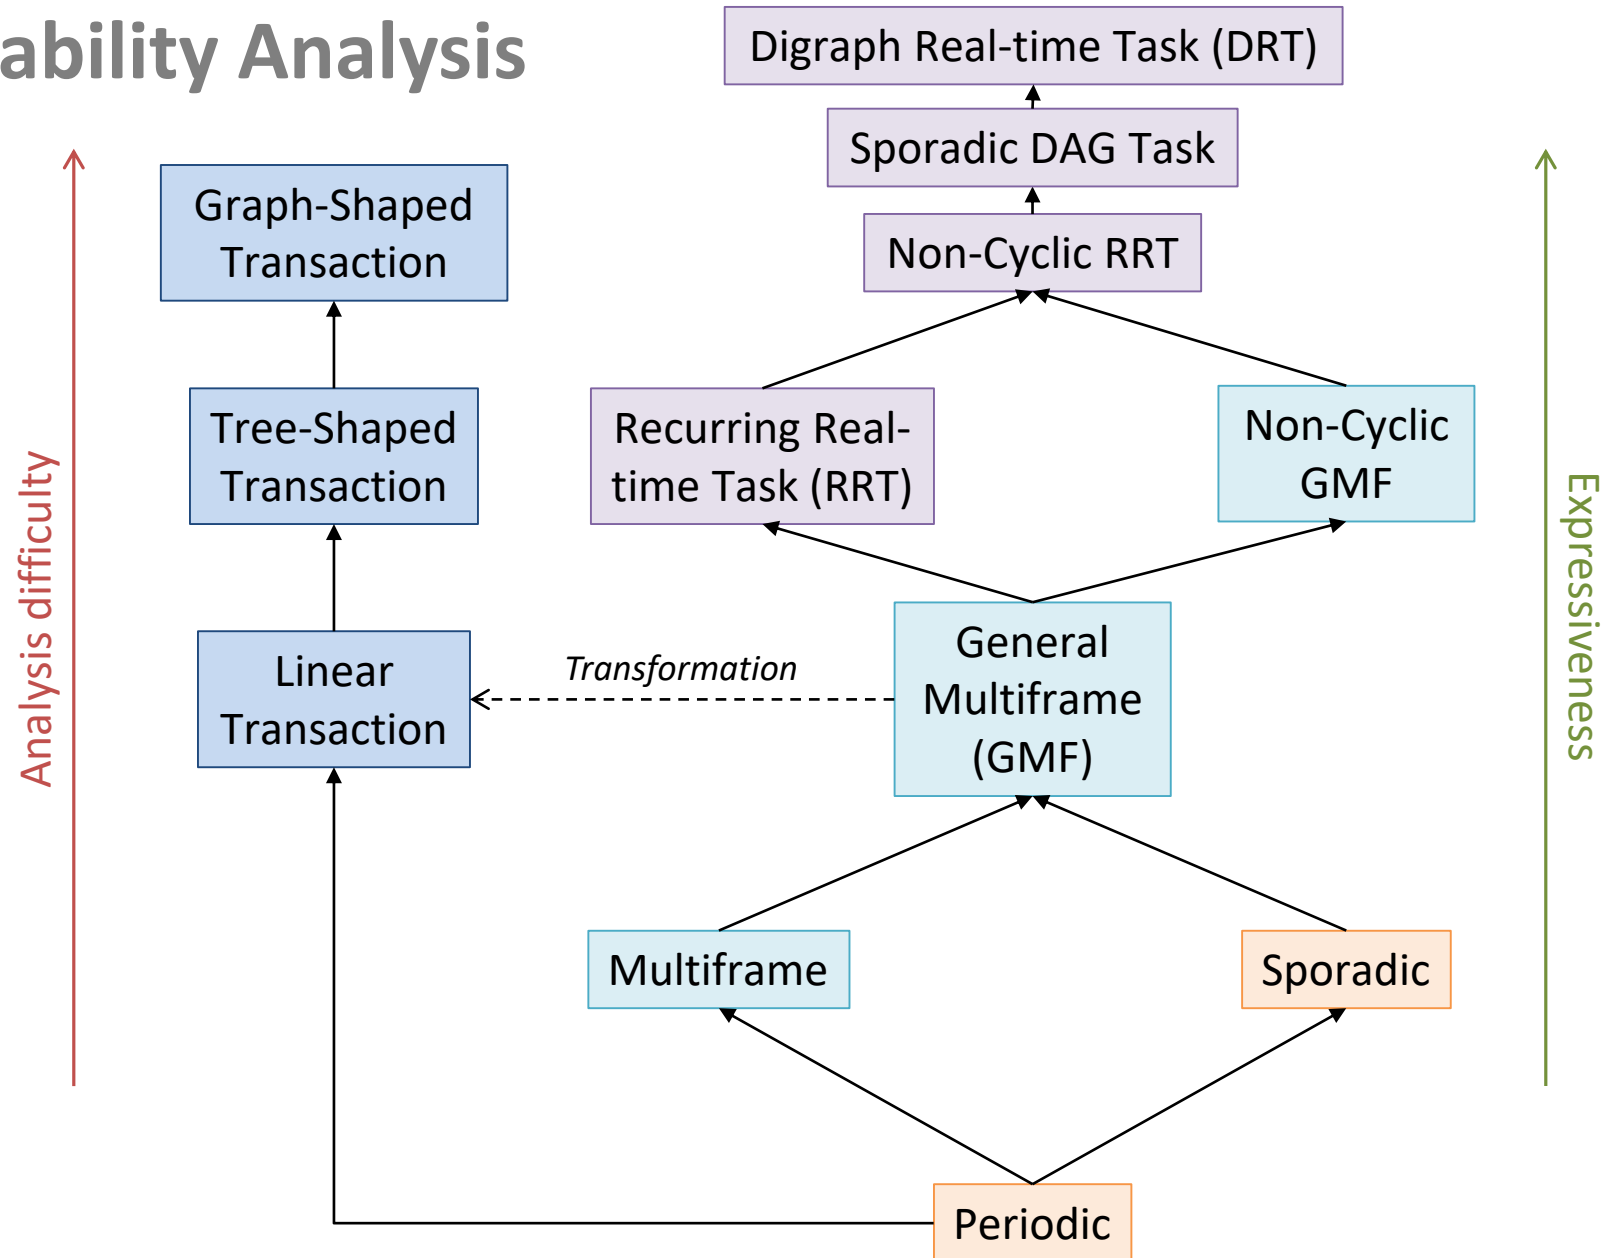 ability Analysis
Digraph Real-time Task (DRT)
Sporadic DAG Task
Graph-Shaped
Transaction
Non-Cyclic RRT
Tree-Shaped
Transaction
Recurring Real-
time Task (RRT)
Non-Cyclic
GMF
Analysis difficulty
Expressiveness
Linear
Transaction
Transformation
General
Multiframe
(GMF)
Multiframe
Sporadic
Periodic